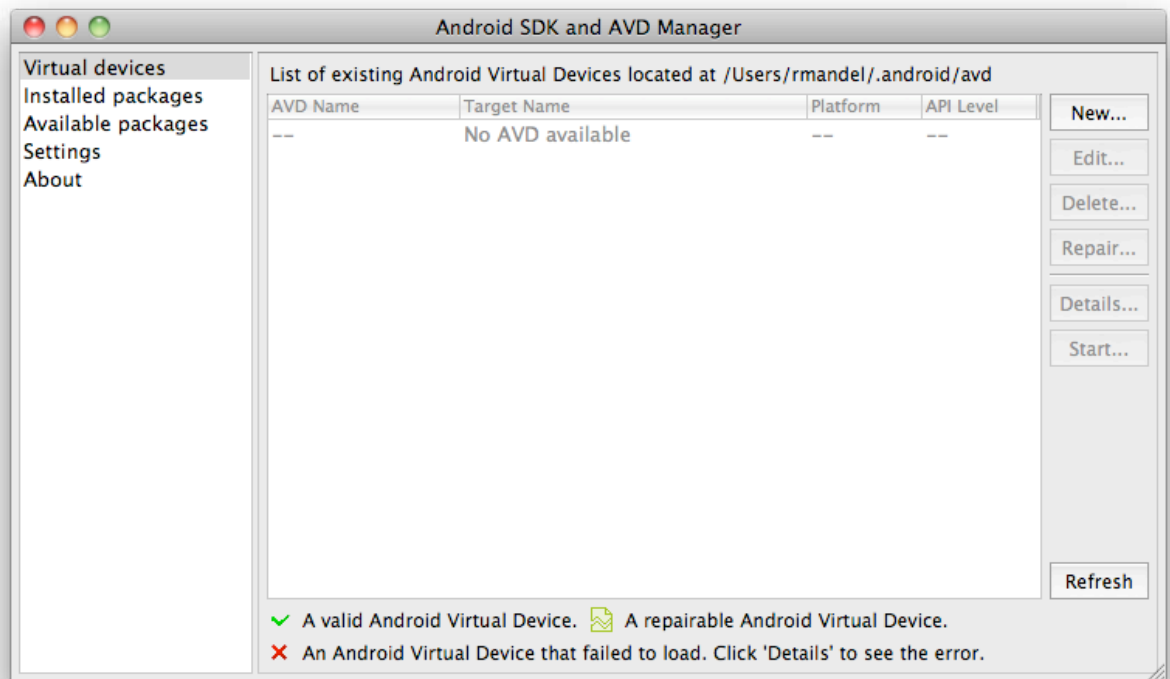 Android SDK and AVD Manager
Virtual devices
Installed packages
Available packages
Settings
About
List of existing Android Virtual Devices located at /Users/rmandel/.android/avd
AVD Name Target Name Platform API Level
-- No AVD available -- --
New...
Edit...
Delete...
Repair...
Details...
Start...
Refresh
A valid Android Virtual Device. A repairable Android Virtual Device.
An Android Virtual Device that failed to load. Click 'Details' to see the error.